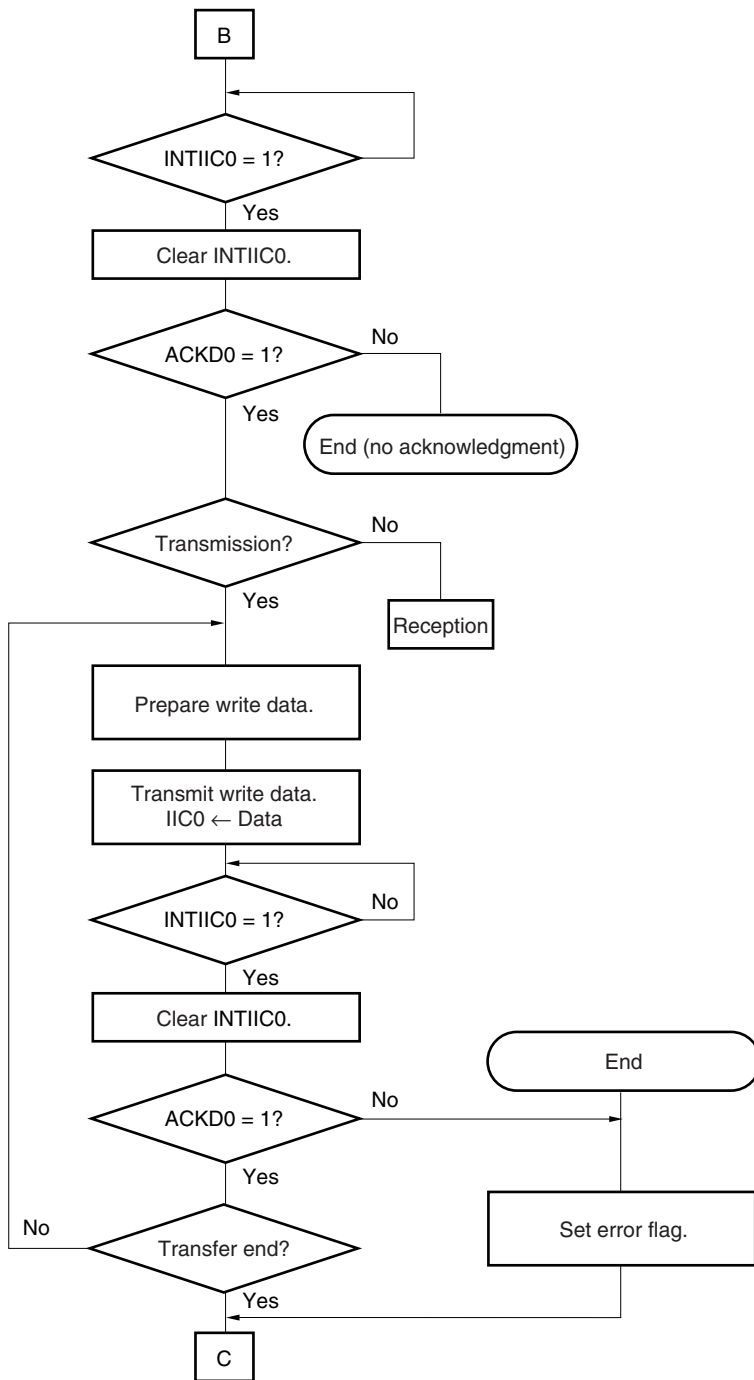 B
INTIIC0 = 1?
Yes
Clear INTIIC0.
No
ACKD0 = 1?
Yes
End (no acknowledgment)
No
Transmission?
Yes
Reception
Prepare write data.
Transmit write data.
IIC0 ← Data
INTIIC0 = 1?
No
Yes
Clear INTIIC0.
End
No
ACKD0 = 1?
Yes
No
Set error flag.
Transfer end?
Yes
C